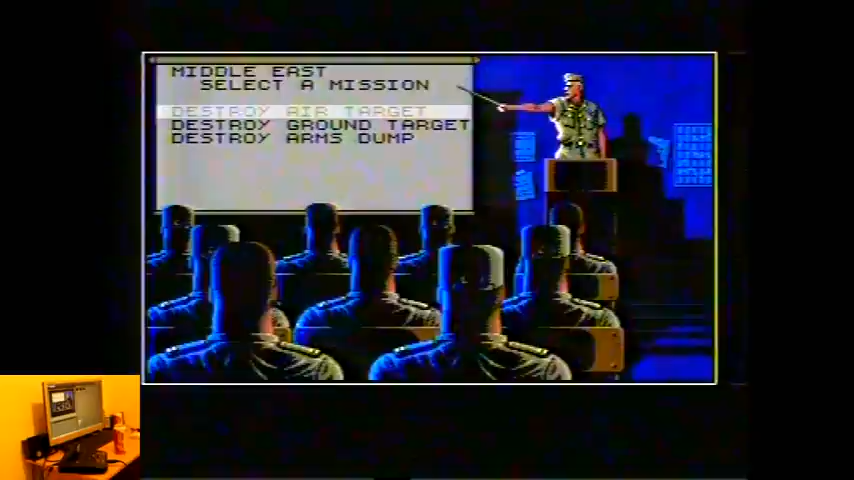 MIDDLE EAST
SELECT A MISSION
DESTROY AIR TARGET
DESTROY GROUND TARGET
DESTROY ARMS DUMP